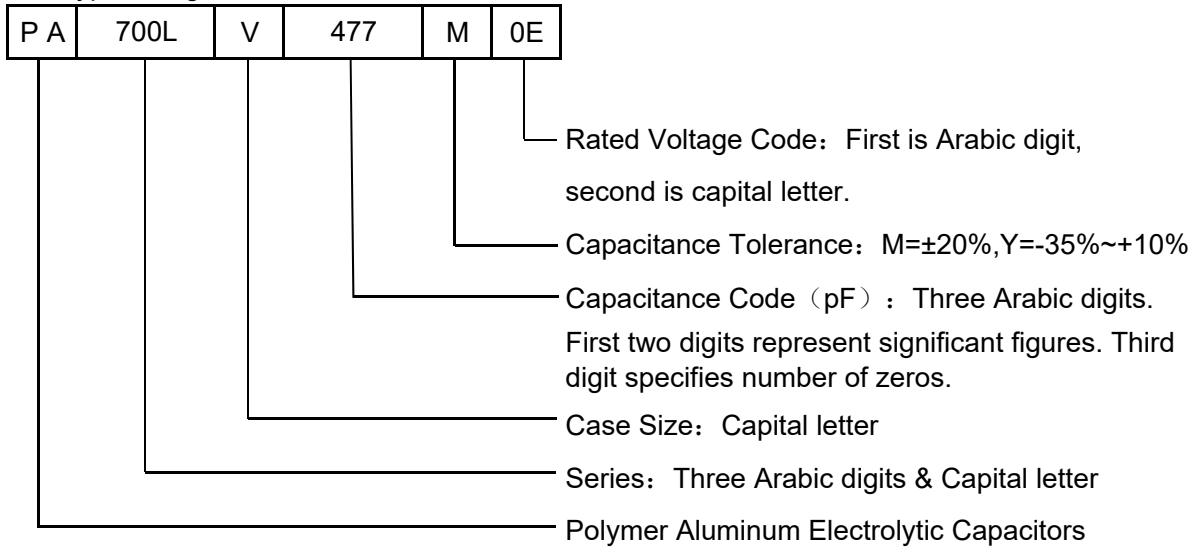 P A 700L V 477 M 0E
Rated Voltage Code：First is Arabic digit,
second is capital letter.
Capacitance Tolerance：M=±20%,Y=-35%~+10%
Capacitance Code（pF）：Three Arabic digits.
First two digits represent significant figures. Third
digit specifies number of zeros.
Case Size：Capital letter
Series：Three Arabic digits & Capital letter
Polymer Aluminum Electrolytic Capacitors